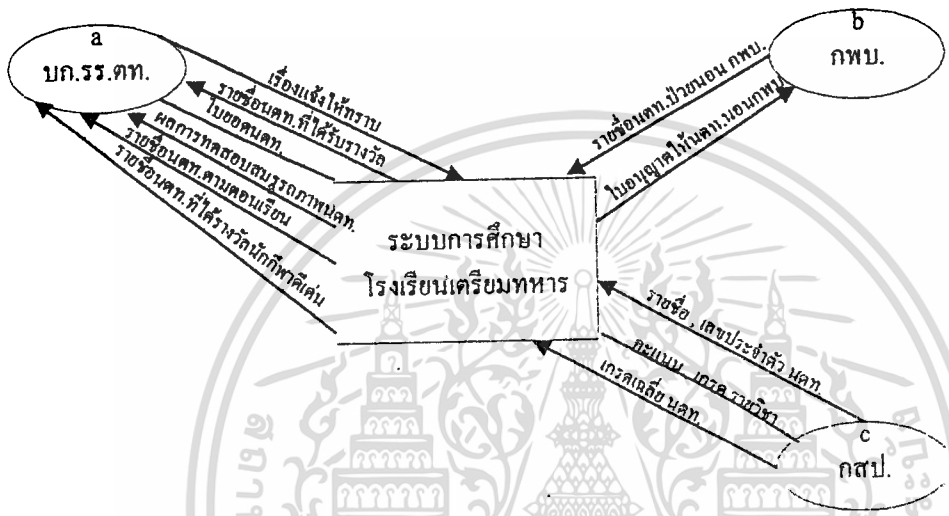 a
บก.รร.ตท.
b
กพบ.
เรื่องแจ้งให้ทราบ
รายชื่อนตท.ที่ได้รับรางวัล
ใบยอดนตท.
ผลการทดสอบสมรรถภาพนตท.
รายชื่อนตท.ตามตอนเรียน
รายชื่อนตท.ที่ได้รางวัลนักกีฬาดีเด่น
รายชื่อนตท.ป่วยนอน กพบ.
ใบอนุญาตให้นตท.นอนกพบ.
ระบบการศึกษา
โรงเรียนเตรียมทหาร
รายชื่อ , เลขประจำตัว นตท.
คะแนน , เกรด รายวิชา
เกรดเฉลี่ย นตท.
c
กสป.